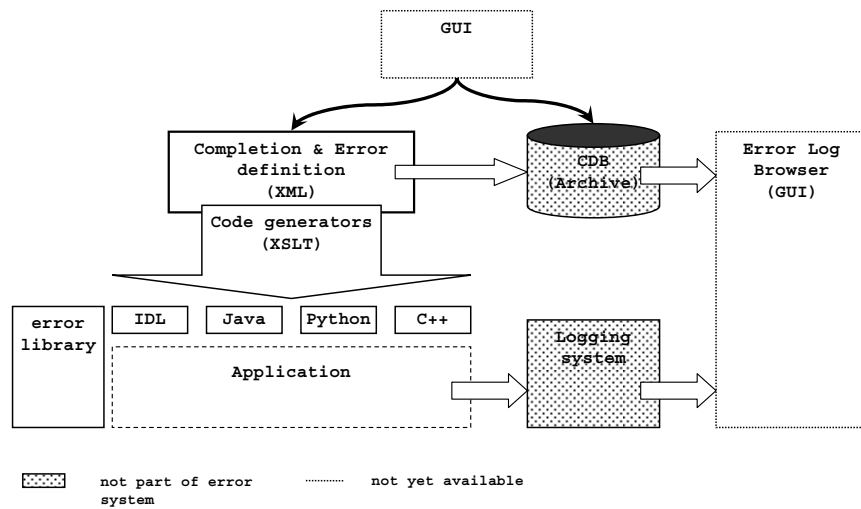 GUI
Completion & Error
definition
(XML)
CDB
(Archive)
Error Log
Browser
(GUI)
Code generators
(XSLT)
error
library
IDL
Java
Python
C++
Application
Logging
system
not part of error
system
not yet available